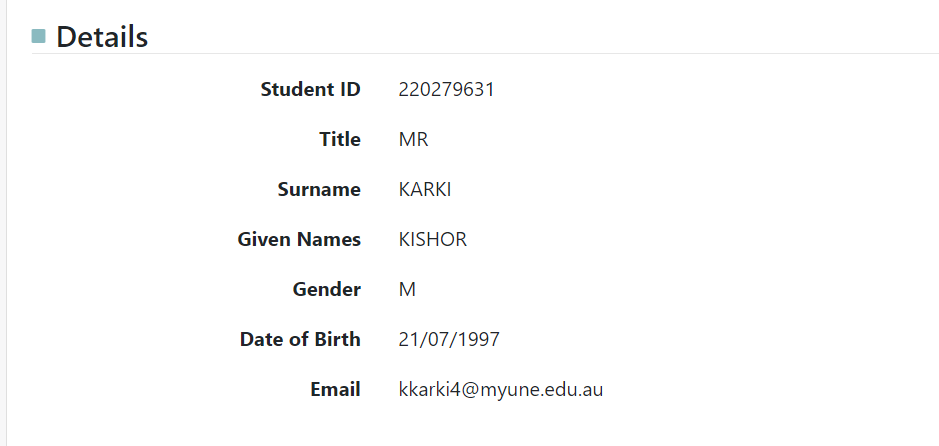 Details
Student ID 220279631
Title MR
Surname KARKI
Given Names KISHOR
Gender M
Date of Birth 21/07/1997
Email kkarki4@myune.edu.au